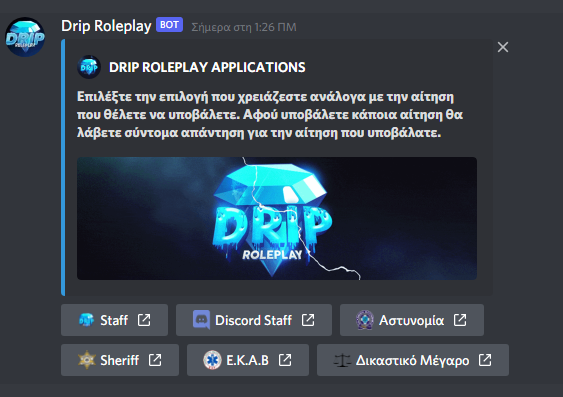 DRIP
ROLEPLAY
Drip Roleplay BOT Σήμερα στη 1:26 ΠΜ
DRIP ROLEPLAY APPLICATIONS
Επιλέξτε την επιλογή που χρειάζεστε ανάλογα με την αίτηση
που θέλετε να υποβάλετε. Αφού υποβάλετε κάποια αίτηση θα
λάβετε σύντομα απάντηση για την αίτηση που υποβάλατε.
DRIP
ROLEPLAY
Staff
Discord Staff
Αστυνομία
Sheriff
Ε.Κ.Α.Β
Δικαστικό Μέγαρο